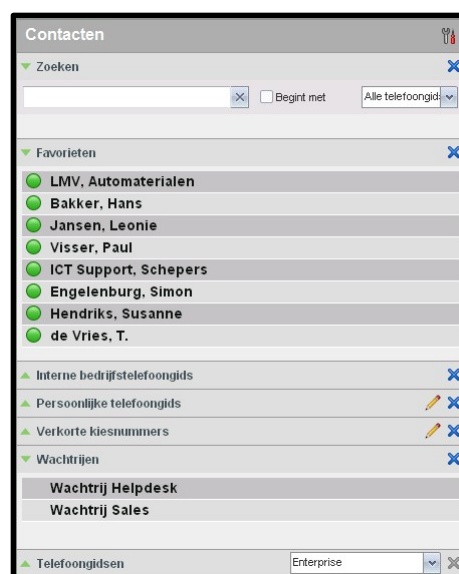 Contacten
Zoeken
Begint met Alle telefoongid
Favorieten
LMV, Automaterialen
Bakker, Hans
Jansen, Leonie
Visser, Paul
ICT Support, Schepers
Engelenburg, Simon
Hendriks, Susanne
de Vries, T.
Interne bedrijfstelefoongids
Persoonlijke telefoongids
Verkorte kiesnummers
Wachtrijen
Wachtrij Helpdesk
Wachtrij Sales
Telefoongidsen Enterprise